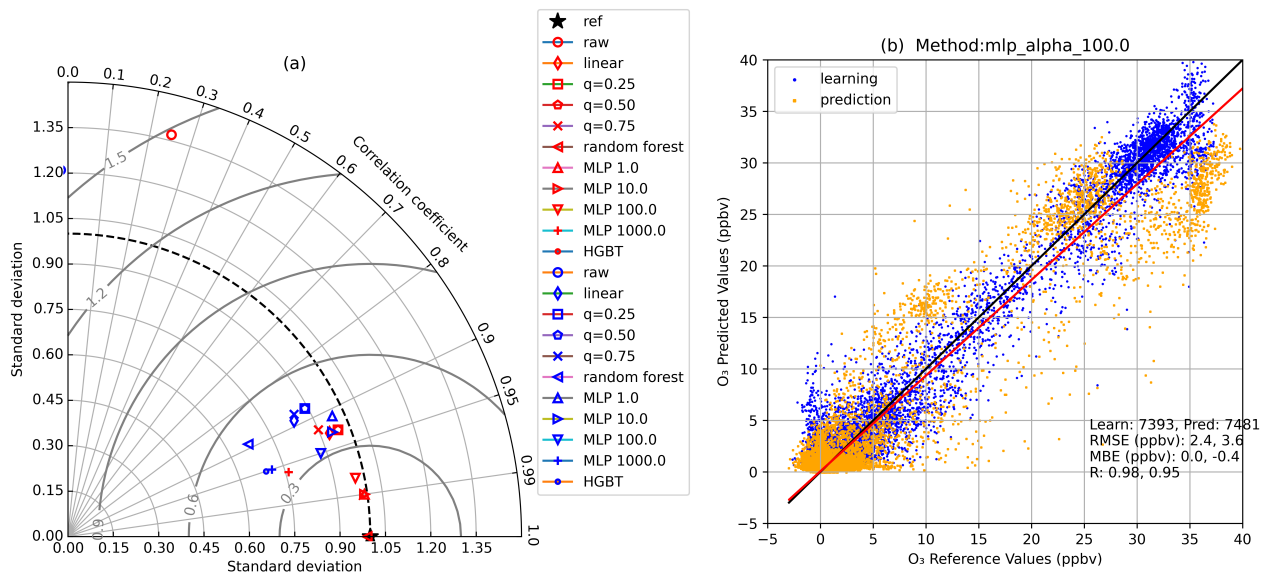 (a)
0.0
0.1
0.2
0.3
0.4
0.5
0.6
0.7
0.8
0.9
0.95
0.99
1.0
Correlation coefficient
Standard deviation
1.35
1.20
1.05
0.90
0.75
0.60
0.45
0.30
0.15
0.00
1.5
1.2
0.9
0.6
0.3
0.00 0.15 0.30 0.45 0.60 0.75 0.90 1.05 1.20 1.35
Standard deviation
ref
raw
linear
q=0.25
q=0.50
q=0.75
random forest
MLP 1.0
MLP 10.0
MLP 100.0
MLP 1000.0
HGBT
raw
linear
q=0.25
q=0.50
q=0.75
random forest
MLP 1.0
MLP 10.0
MLP 100.0
MLP 1000.0
HGBT
(b) Method:mlp_alpha_100.0
learning
prediction
O₃ Predicted Values (ppbv)
40
35
30
25
20
15
10
5
0
−5
Learn: 7393, Pred: 7481
RMSE (ppbv): 2.4, 3.6
MBE (ppbv): 0.0, -0.4
R: 0.98, 0.95
−5 0 5 10 15 20 25 30 35 40
O₃ Reference Values (ppbv)